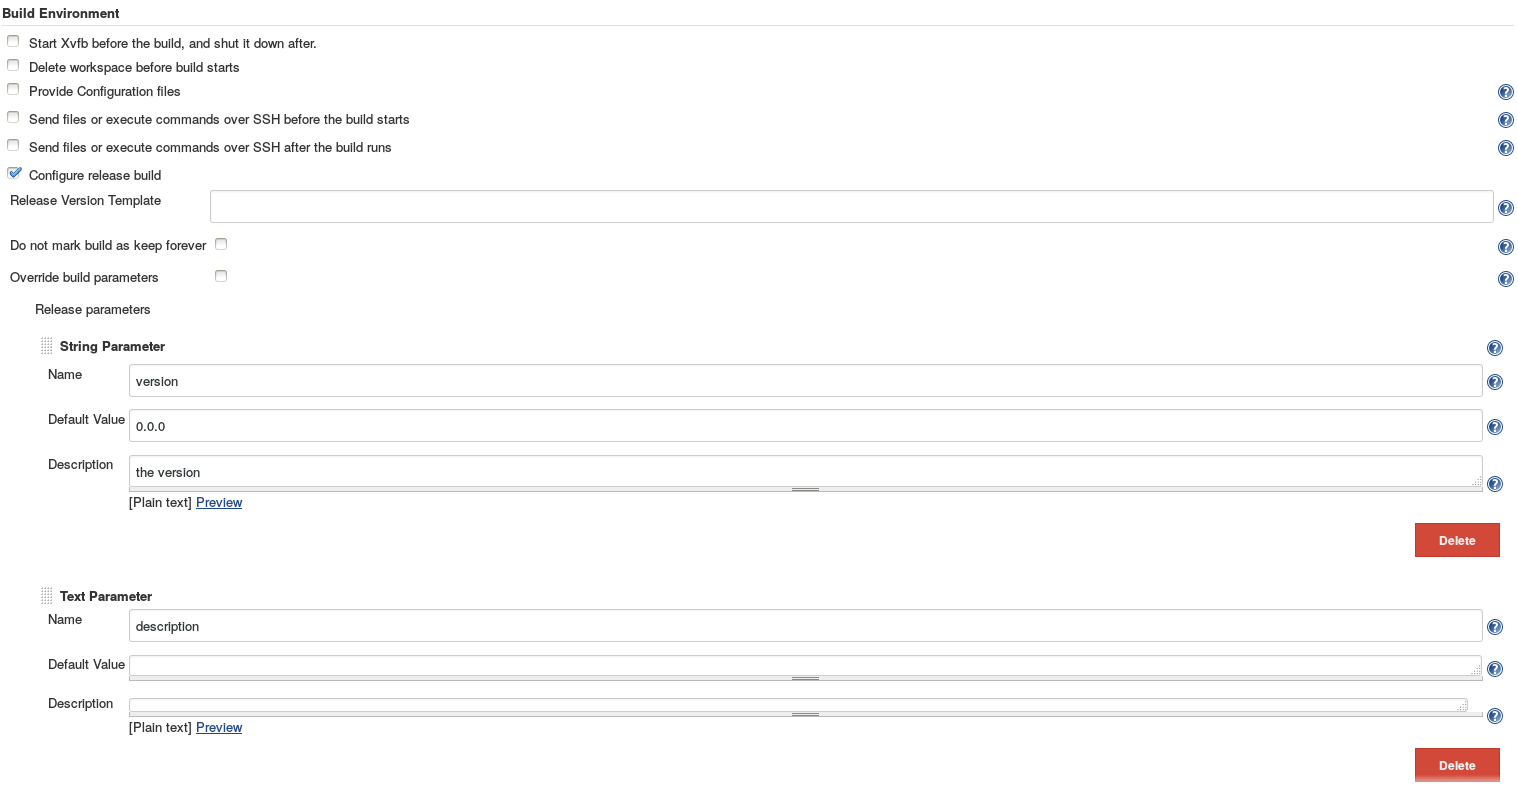 Build Environment
Start Xvfb before the build, and shut it down after.
Delete workspace before build starts
Provide Configuration files
Send files or execute commands over SSH before the build starts
Send files or execute commands over SSH after the build runs
Configure release build
Release Version Template
Do not mark build as keep forever
Override build parameters
Release parameters
String Parameter
Name version
Default Value 0.0.0
Description the version
[Plain text] Preview
Delete
Text Parameter
Name description
Default Value
Description
[Plain text] Preview
Delete